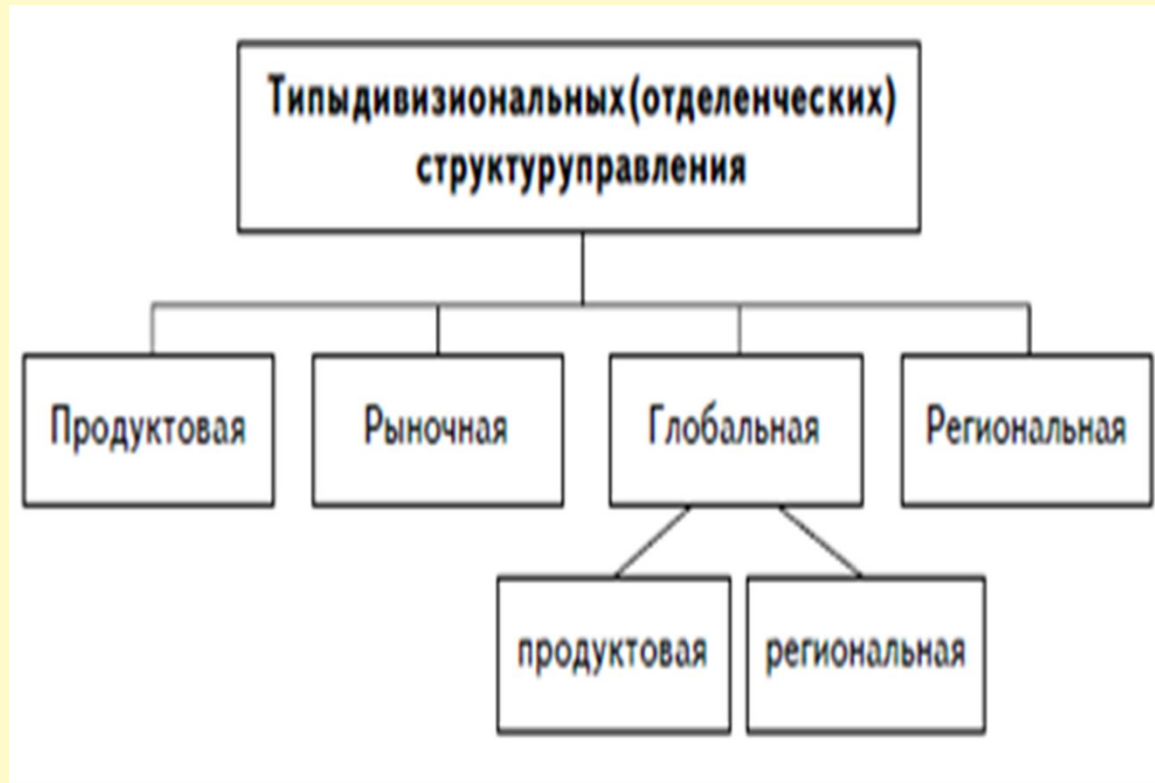 Типыдивизиональных(отделенческих)
структуруправления
Продуктовая
Рыночная
Глобальная
Региональная
продуктовая
региональная